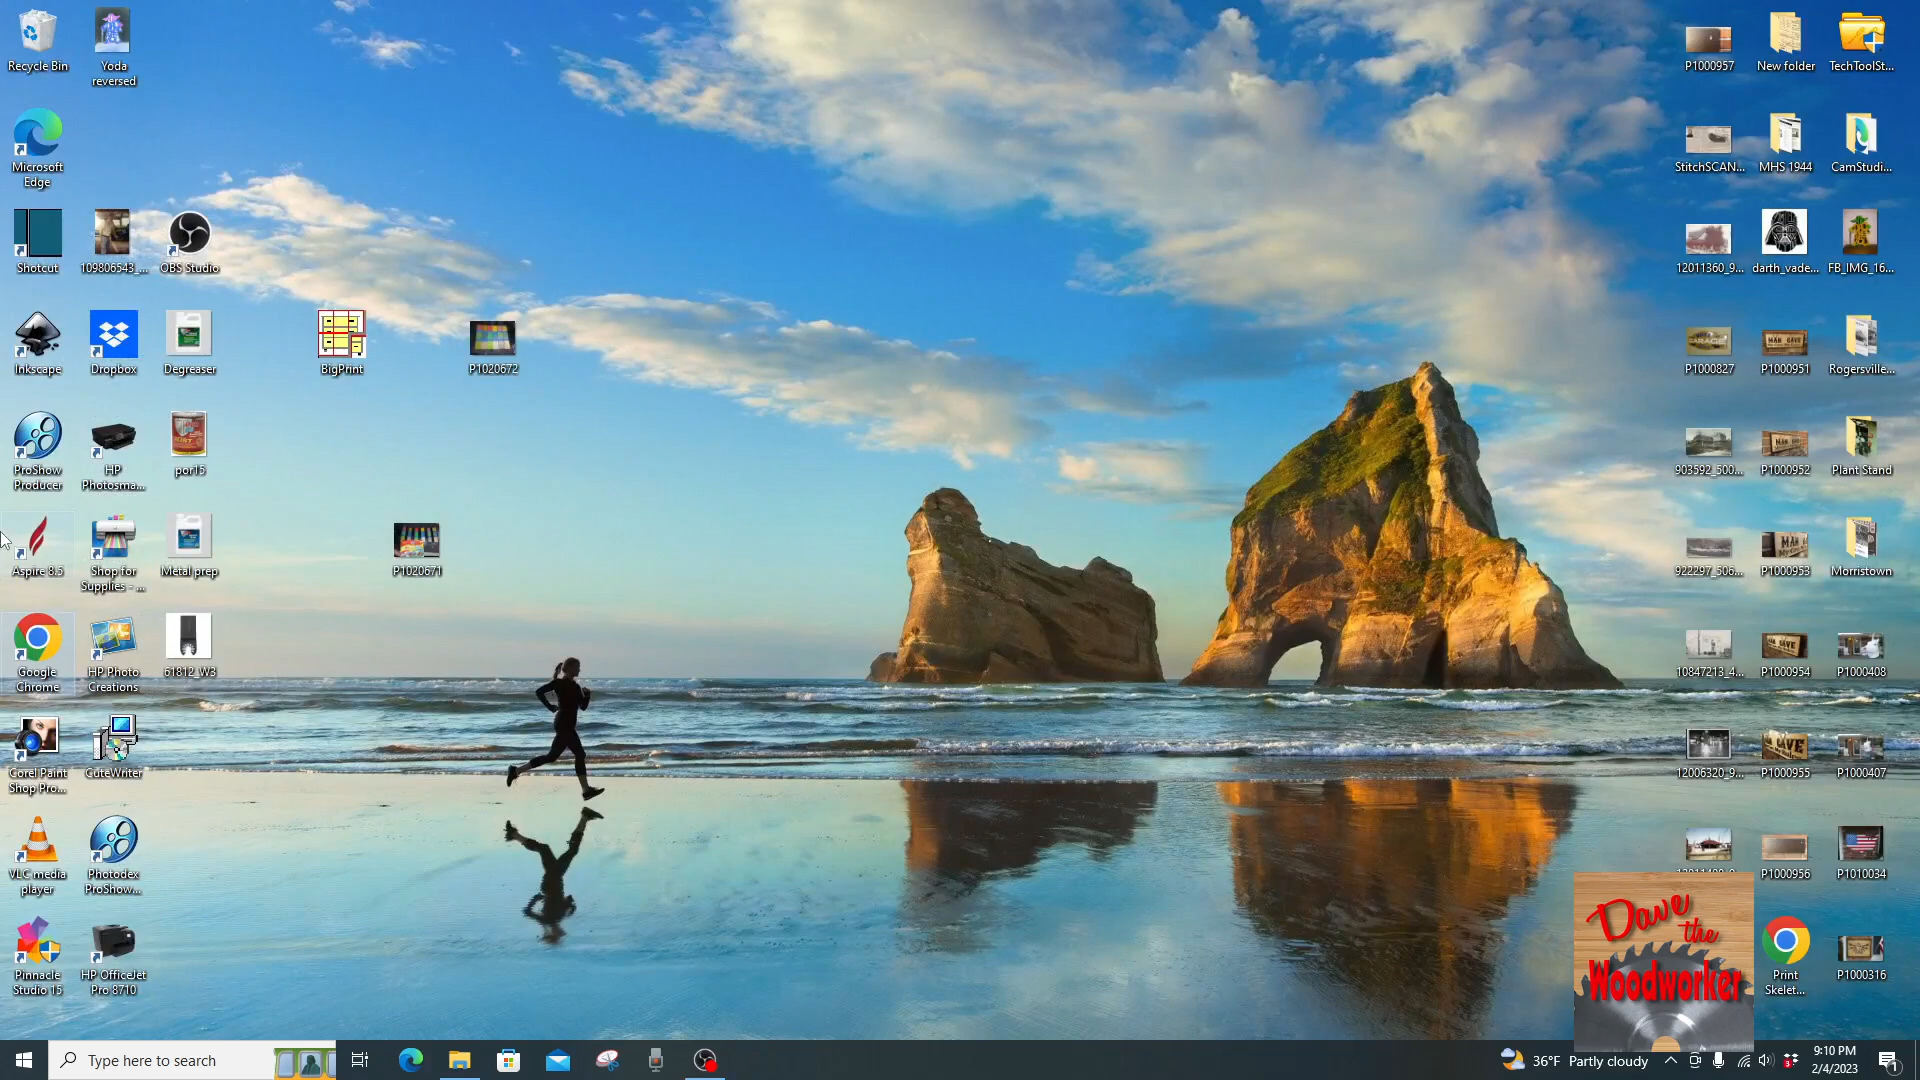 Recycle Bin
Yoda
reversed
Microsoft
Edge
Shotcut
109806543_...
OBS Studio
Inkscape
Dropbox
Degreaser
BigPrint
P1020672
ProShow
Producer
HP
Photosma...
por15
Aspire 8.5
Shop for
Supplies - ...
Metal prep
P1020671
Google
Chrome
HP Photo
Creations
61812_W3
Corel Paint
Shop Pro...
CuteWriter
VLC media
player
Photodex
ProShow...
Pinnacle
Studio 15
HP OfficeJet
Pro 8710
P1000957
New folder
TechToolSt...
StitchSCAN...
MHS 1944
CamStudi...
12011360_9...
darth_vade...
FB_IMG_16...
P1000827
P1000951
Rogersville...
903592_500...
P1000952
Plant Stand
922297_506...
P1000953
Morristown
10847213_4...
P1000954
P1000408
12006320_9...
P1000955
P1000407
P1000956
P1010034
Print
Skelet...
P1000316
Dave
the
Woodworker
Type here to search
36°F Partly cloudy
9:10 PM
2/4/2023
1